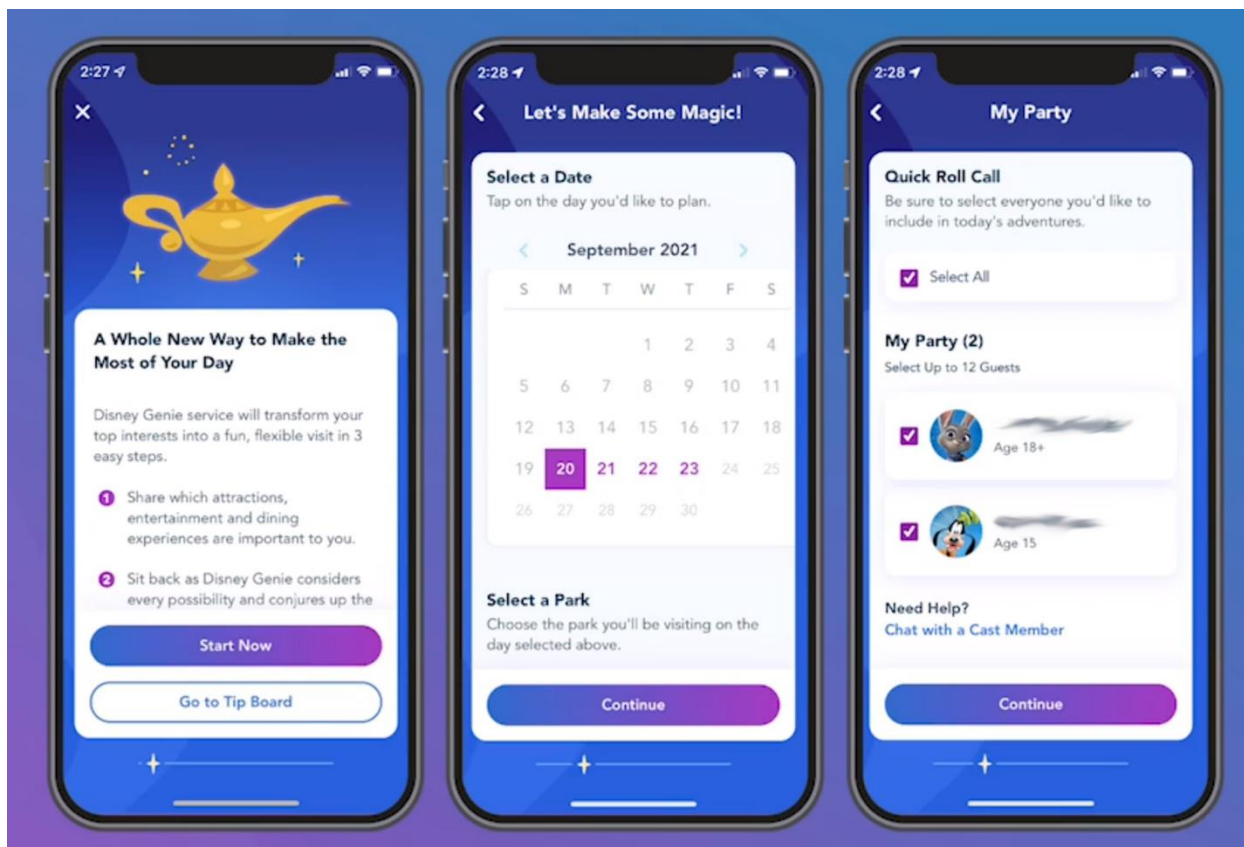 2:27
A Whole New Way to Make the
Most of Your Day
Disney Genie service will transform your
top interests into a fun, flexible visit in 3
easy steps.
1 Share which attractions,
entertainment and dining
experiences are important to you.
2 Sit back as Disney Genie considers
every possibility and conjures up the
Start Now
Go to Tip Board
2:28
Let's Make Some Magic!
Select a Date
Tap on the day you'd like to plan.
September 2021
S M T W T F S
1 2 3 4
5 6 7 8 9 10 11
12 13 14 15 16 17 18
19 20 21 22 23 24 25
26 27 28 29 30
Select a Park
Choose the park you'll be visiting on the
day selected above.
Continue
2:28
My Party
Quick Roll Call
Be sure to select everyone you'd like to
include in today's adventures.
Select All
My Party (2)
Select Up to 12 Guests
Age 18+
Age 15
Need Help?
Chat with a Cast Member
Continue